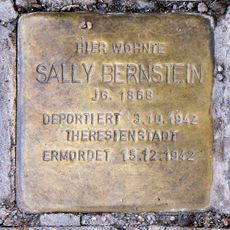 HIER WOHNTE
SALLY BERNSTEIN
JG. 1868
DEPORTIERT 3.10.1942
THERESIENSTADT
ERMORDET 15.12.1942